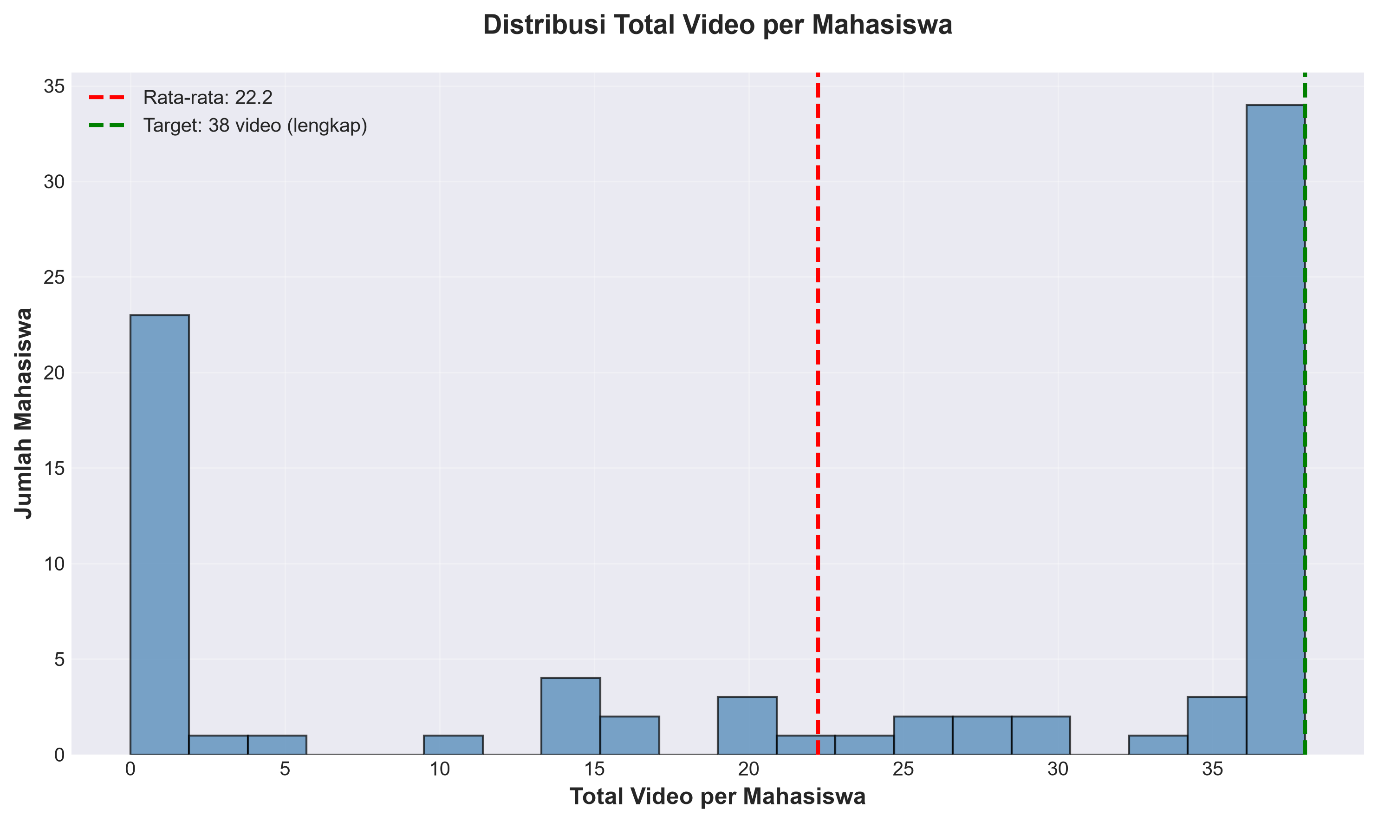 Distribusi Total Video per Mahasiswa
Rata-rata: 22.2
Target: 38 video (lengkap)
35
30
25
20
15
10
5
0
Jumlah Mahasiswa
0 5 10 15 20 25 30 35
Total Video per Mahasiswa